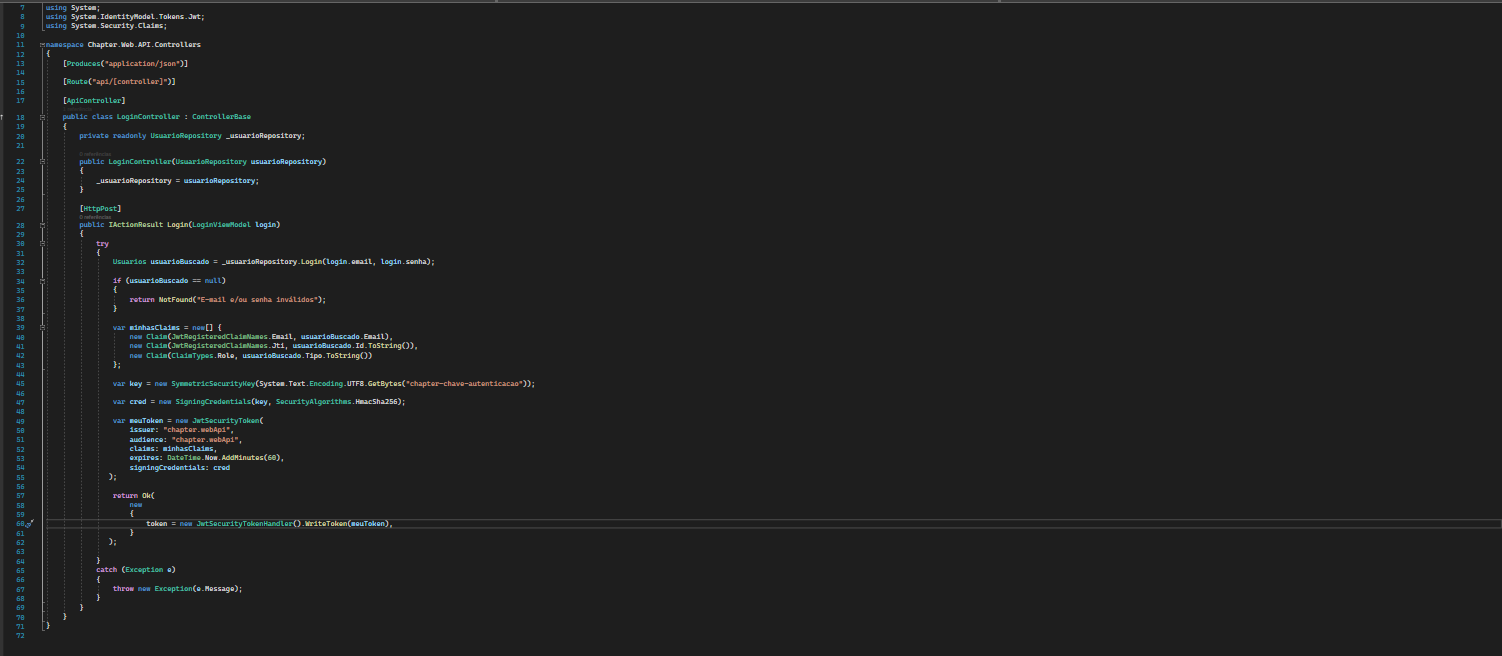 7 using System;
8 using System.IdentityModel.Tokens.Jwt;
9 using System.Security.Claims;
10
11 namespace Chapter.Web.API.Controllers
12 {
13 [Produces("application/json")]
14
15 [Route("api/[controller]")]
16
17 [ApiController]
18 public class LoginController : ControllerBase
19 {
20 private readonly UsuarioRepository _usuarioRepository;
21
0 referências
22 public LoginController(UsuarioRepository usuarioRepository)
23 {
24 _usuarioRepository = usuarioRepository;
25 }
26
27 [HttpPost]
0 referências
28 public IActionResult Login(LoginViewModel login)
29 {
30 try
31 {
32 Usuarios usuarioBuscado = _usuarioRepository.Login(login.email, login.senha);
33
34 if (usuarioBuscado == null)
35 {
36 return NotFound("E-mail e/ou senha inválidos");
37 }
38
39 var minhasClaims = new[] {
40 new Claim(JwtRegisteredClaimNames.Email, usuarioBuscado.Email),
41 new Claim(JwtRegisteredClaimNames.Jti, usuarioBuscado.Id.ToString()),
42 new Claim(ClaimTypes.Role, usuarioBuscado.Tipo.ToString())
43 };
44
45 var key = new SymmetricSecurityKey(System.Text.Encoding.UTF8.GetBytes("chapter-chave-autenticacao"));
46
47 var cred = new SigningCredentials(key, SecurityAlgorithms.HmacSha256);
48
49 var meuToken = new JwtSecurityToken(
50 issuer: "chapter.webApi",
51 audience: "chapter.webApi",
52 claims: minhasClaims,
53 expires: DateTime.Now.AddMinutes(60),
54 signingCredentials: cred
55 );
56
57 return Ok(
58 new
59 {
60 token = new JwtSecurityTokenHandler().WriteToken(meuToken),
61 }
62 );
63
64 }
65 catch (Exception e)
66 {
67 throw new Exception(e.Message);
68 }
69 }
70 }
71 }
72